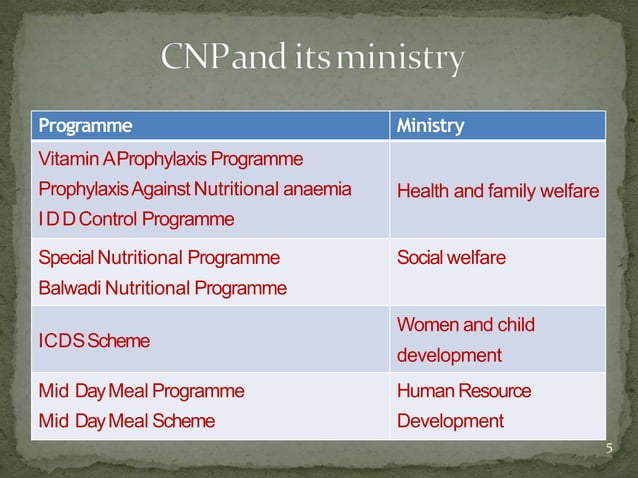 CNP and its ministry
Programme Ministry
Vitamin A Prophylaxis Programme
Prophylaxis Against Nutritional anaemia
IDD Control Programme
Health and family welfare
Special Nutritional Programme
Balwadi Nutritional Programme
Social welfare
ICDS Scheme
Women and child
development
Mid Day Meal Programme
Mid Day Meal Scheme
Human Resource
Development
5